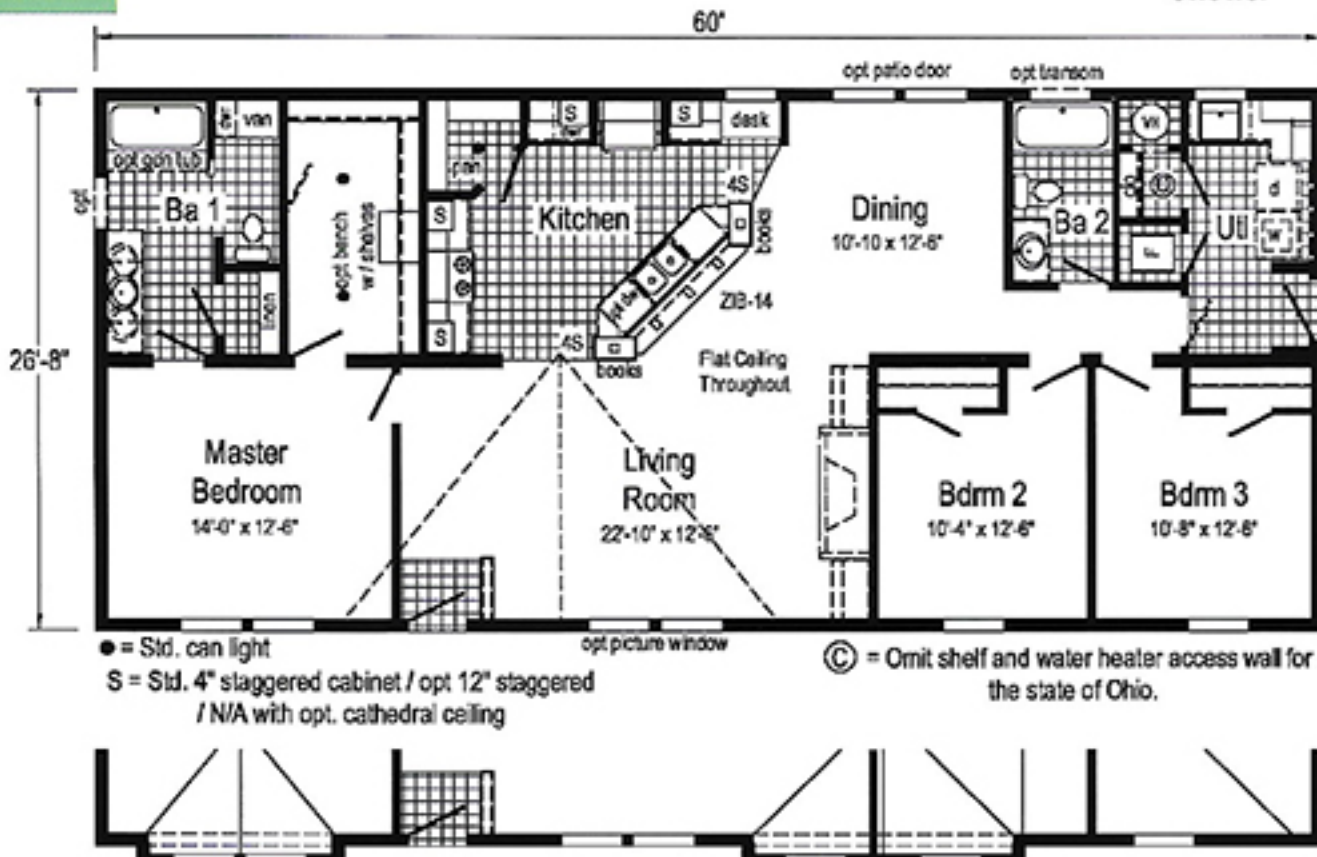 60"
opt patio door
opt transom
van
opt gdn tub
opt
Ba 1
linen
opt bench
w/ shelves
pan
S
S
desk
4S
S
Kitchen
books
Dining
10'-10 x 12'-6"
Ba 2
WH
©
d
w
Util
S
4S
books
ZIB-14
Flat Ceiling
Throughout
26'-8"
Master
Bedroom
14'-0" x 12'-6"
Living
Room
22'-10" x 12'-6"
Bdrm 2
10'-4" x 12'-6"
Bdrm 3
10'-8" x 12'-6"
● = Std. can light
opt picture window
S = Std. 4" staggered cabinet / opt 12" staggered
/ N/A with opt. cathedral ceiling
© = Omit shelf and water heater access wall for
the state of Ohio.